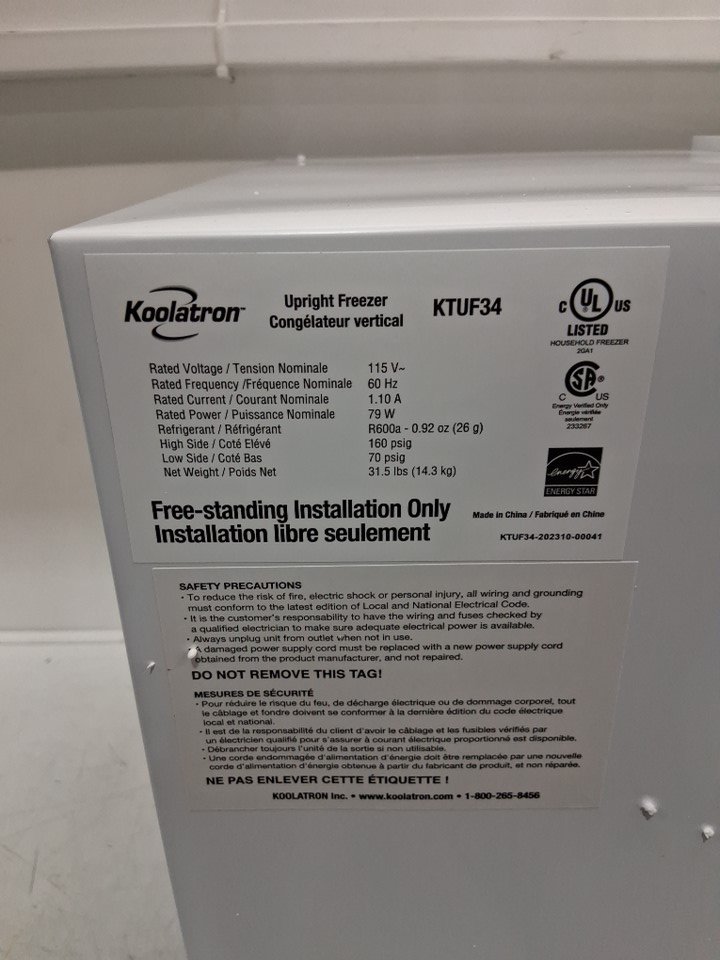 Koolatron™
Upright Freezer
Congélateur vertical
KTUF34
C UL US
LISTED
HOUSEHOLD FREEZER
2GA1
Rated Voltage / Tension Nominale 115 V~
Rated Frequency /Fréquence Nominale 60 Hz
Rated Current / Courant Nominale 1.10 A
Rated Power / Puissance Nominale 79 W
Refrigerant / Réfrigérant R600a - 0.92 oz (26 g)
High Side / Coté Elévé 160 psig
Low Side / Coté Bas 70 psig
Net Weight / Poids Net 31.5 lbs (14.3 kg)
SA®
C US
Energy Verified Only
Energie vérifiée
seulement
233267
energy
ENERGY STAR
Free-standing Installation Only
Installation libre seulement
Made in China / Fabriqué en Chine
KTUF34-202310-00041
SAFETY PRECAUTIONS
• To reduce the risk of fire, electric shock or personal injury, all wiring and grounding
must conform to the latest edition of Local and National Electrical Code.
• It is the customer's responsibility to have the wiring and fuses checked by
a qualified electrician to make sure adequate electrical power is available.
• Always unplug unit from outlet when not in use.
A damaged power supply cord must be replaced with a new power supply cord
obtained from the product manufacturer, and not repaired.
DO NOT REMOVE THIS TAG!
MESURES DE SÉCURITÉ
• Pour réduire le risque du feu, de décharge électrique ou de dommage corporel, tout
le câblage et fondre doivent se conformer à la dernière édition du code électrique
local et national.
• Il est de la responsabilité du client d'avoir le câblage et les fusibles vérifiés par
un électricien qualifié pour s'assurer à courant électrique proportionné est disponible.
• Débrancher toujours l'unité de la sortie si non utilisable.
• Une corde endommagée d'alimentation d'énergie doit être remplacée par une nouvelle
corde d'alimentation d'énergie obtenue à partir du fabricant de produit, et non réparée.
NE PAS ENLEVER CETTE ÉTIQUETTE !
KOOLATRON Inc. • www.koolatron.com • 1-800-265-8456